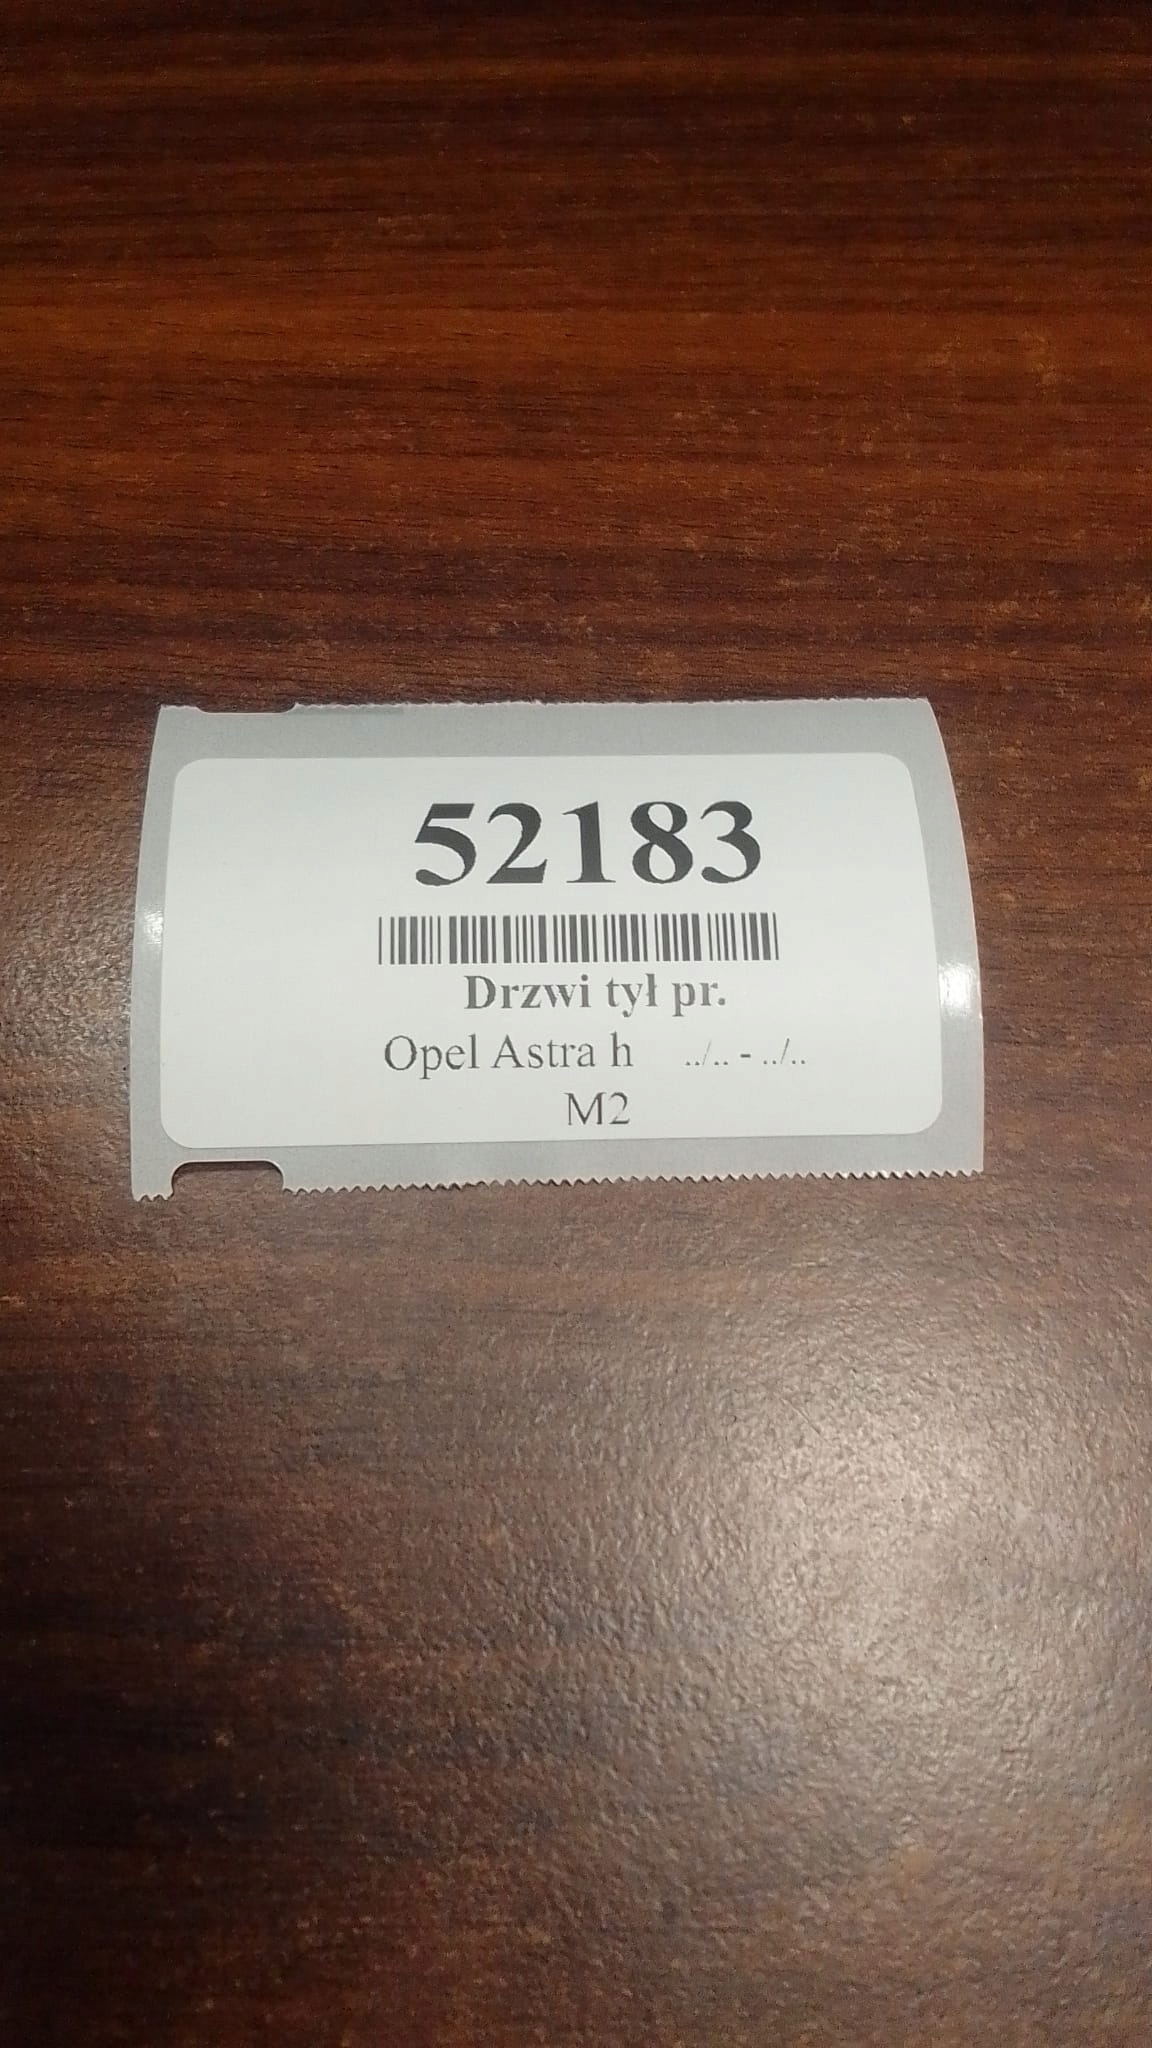 52183
Drzwi tył pr.
Opel Astra h ../.. - ../..
M2